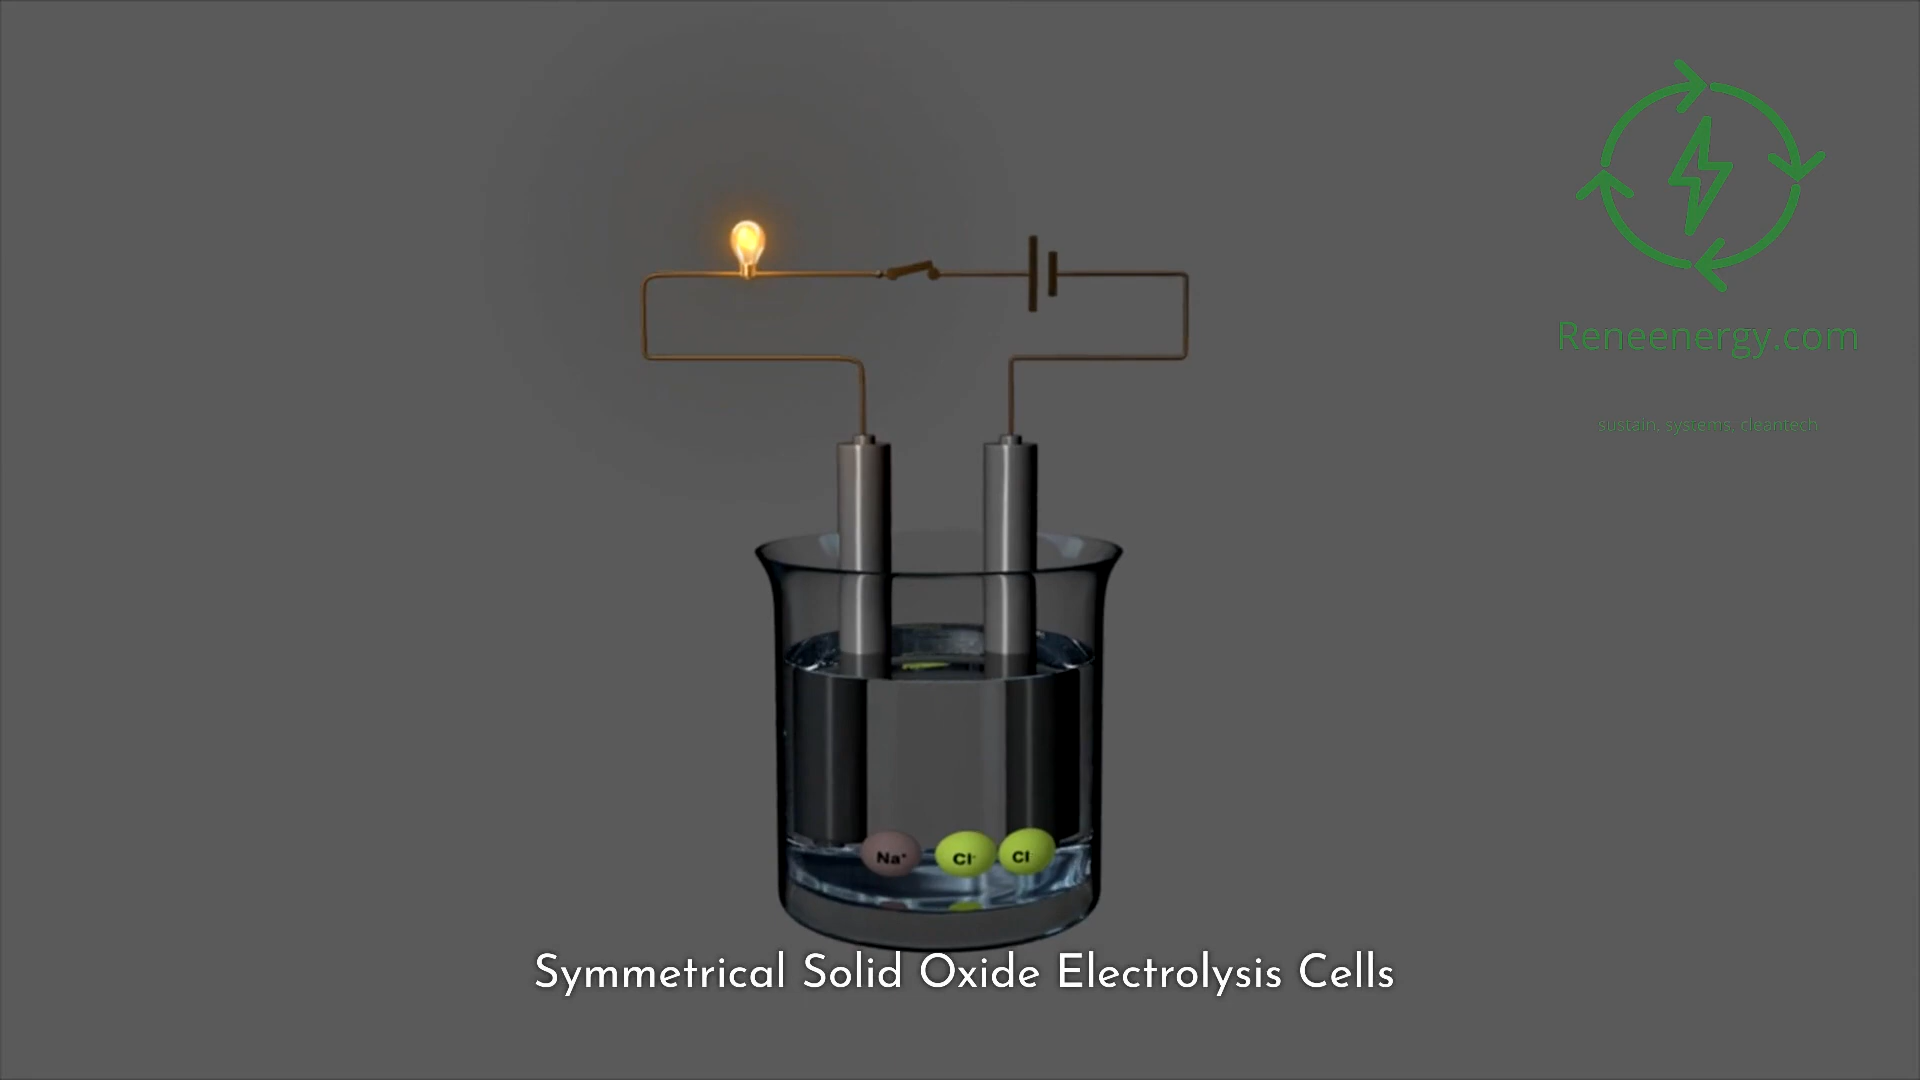 Reneenergy.com
sustain, systems, cleantech
Na⁺
Cl⁻
Cl
Symmetrical Solid Oxide Electrolysis Cells